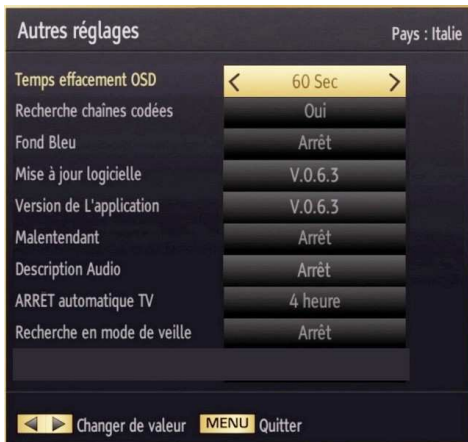 Autres réglages Pays : Italie
Temps effacement OSD 60 Sec
Recherche chaînes codées Oui
Fond Bleu Arrêt
Mise à jour logicielle V.0.6.3
Version de L'application V.0.6.3
Malentendant Arrêt
Description Audio Arrêt
ARRET automatique TV 4 heure
Recherche en mode de veille Arrêt
Changer de valeur MENU Quitter